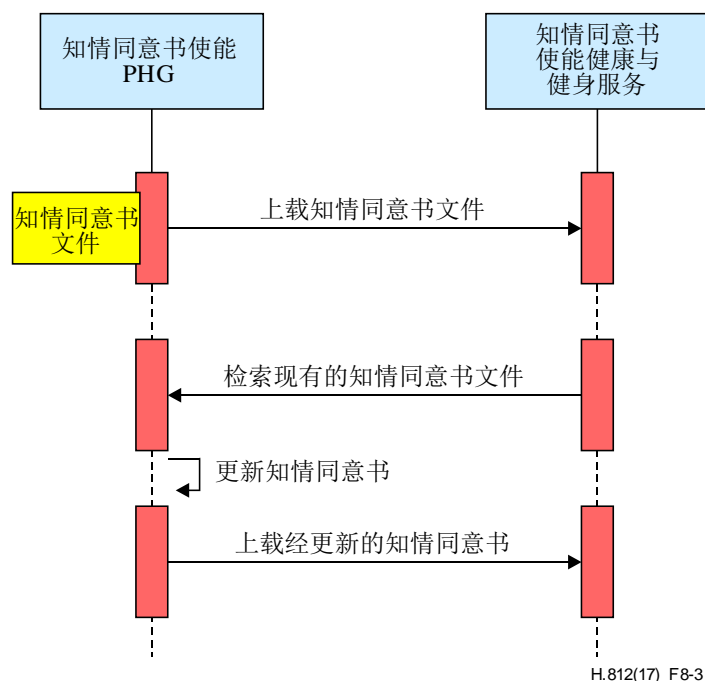 知情同意书使能
PHG
知情同意书
使能健康与
健身服务
知情同意书
文件
上载知情同意书文件
检索现有的知情同意书文件
更新知情同意书
上载经更新的知情同意书
H.812(17)_F8-3